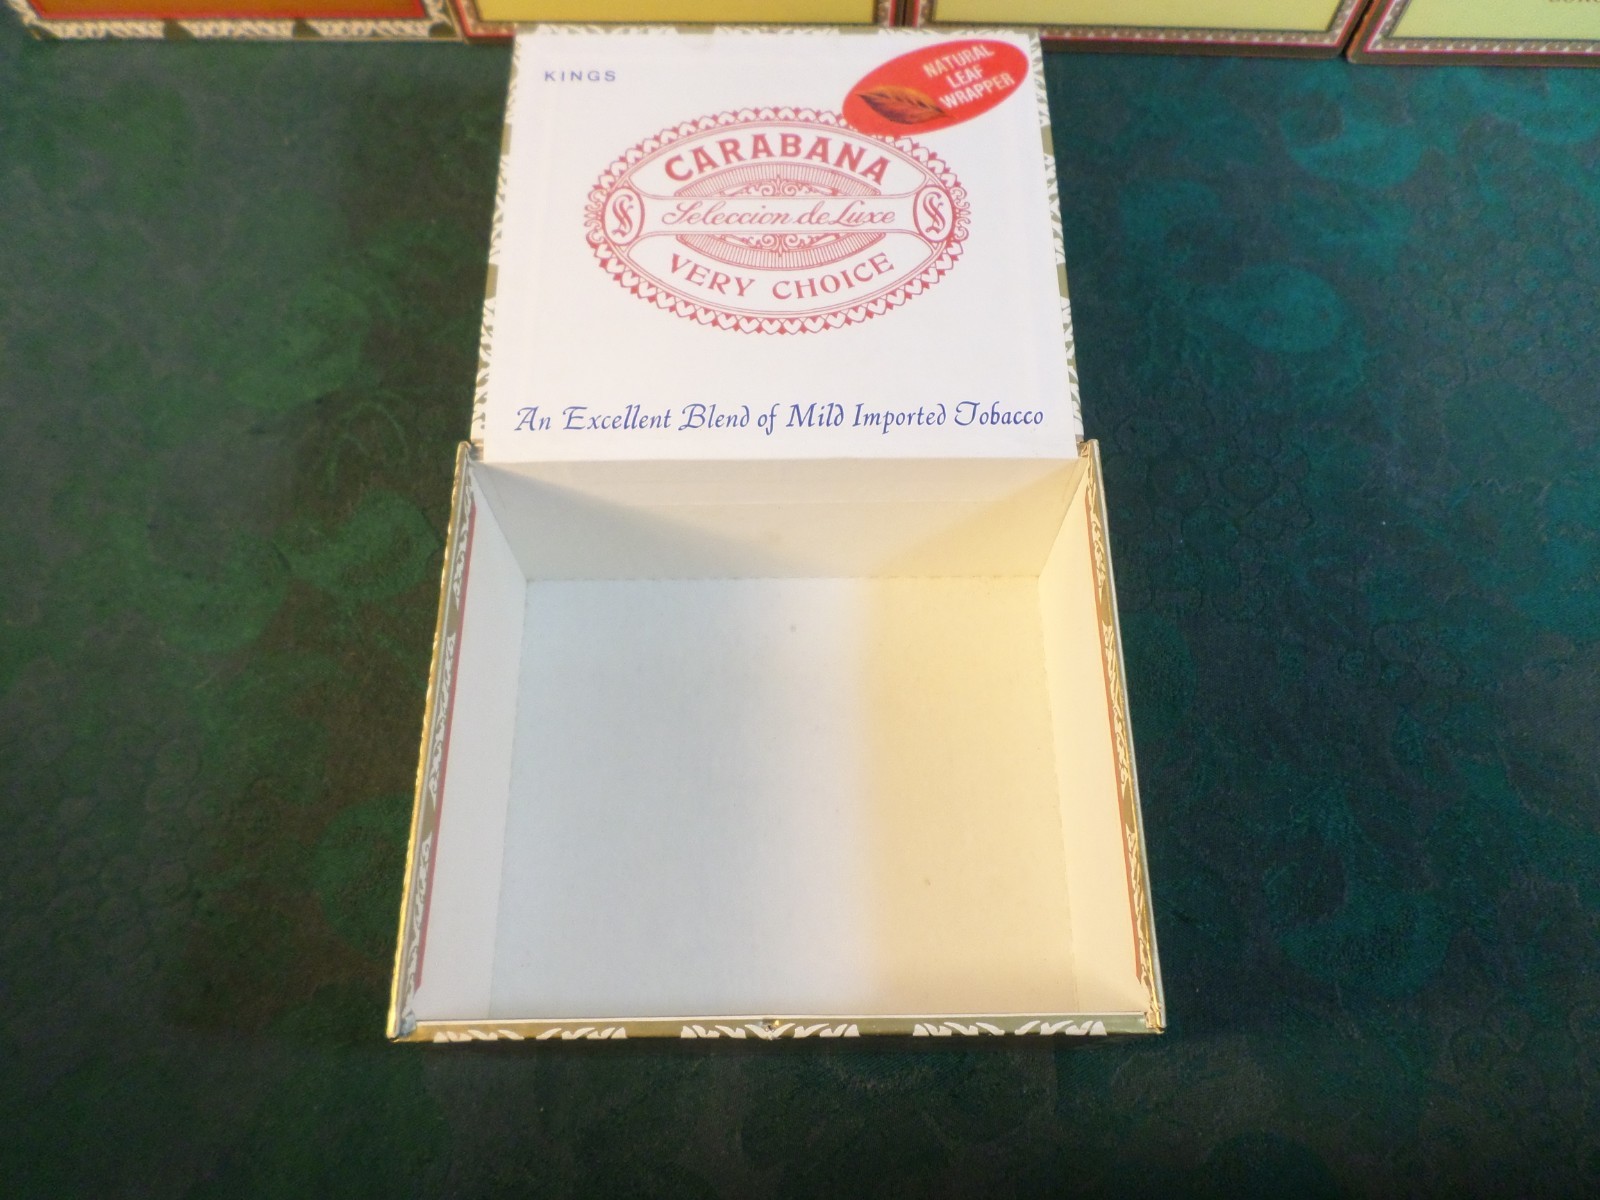 KINGS
NATURAL
LEAF
WRAPPER
CARABANA
Seleccion de Luxe
VERY CHOICE
An Excellent Blend of Mild Imported Tobacco